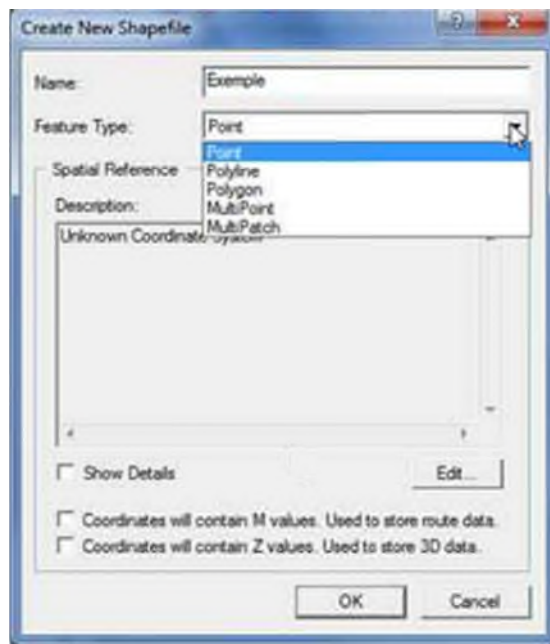 Create New Shapefile
Name:
Exemple
Feature Type:
Point
Point
Polyline
Polygon
MultiPoint
MultiPatch
Spatial Reference
Description:
Unknown Coordinate System
Show Details
Edit...
Coordinates will contain M values. Used to store route data.
Coordinates will contain Z values. Used to store 3D data.
OK
Cancel